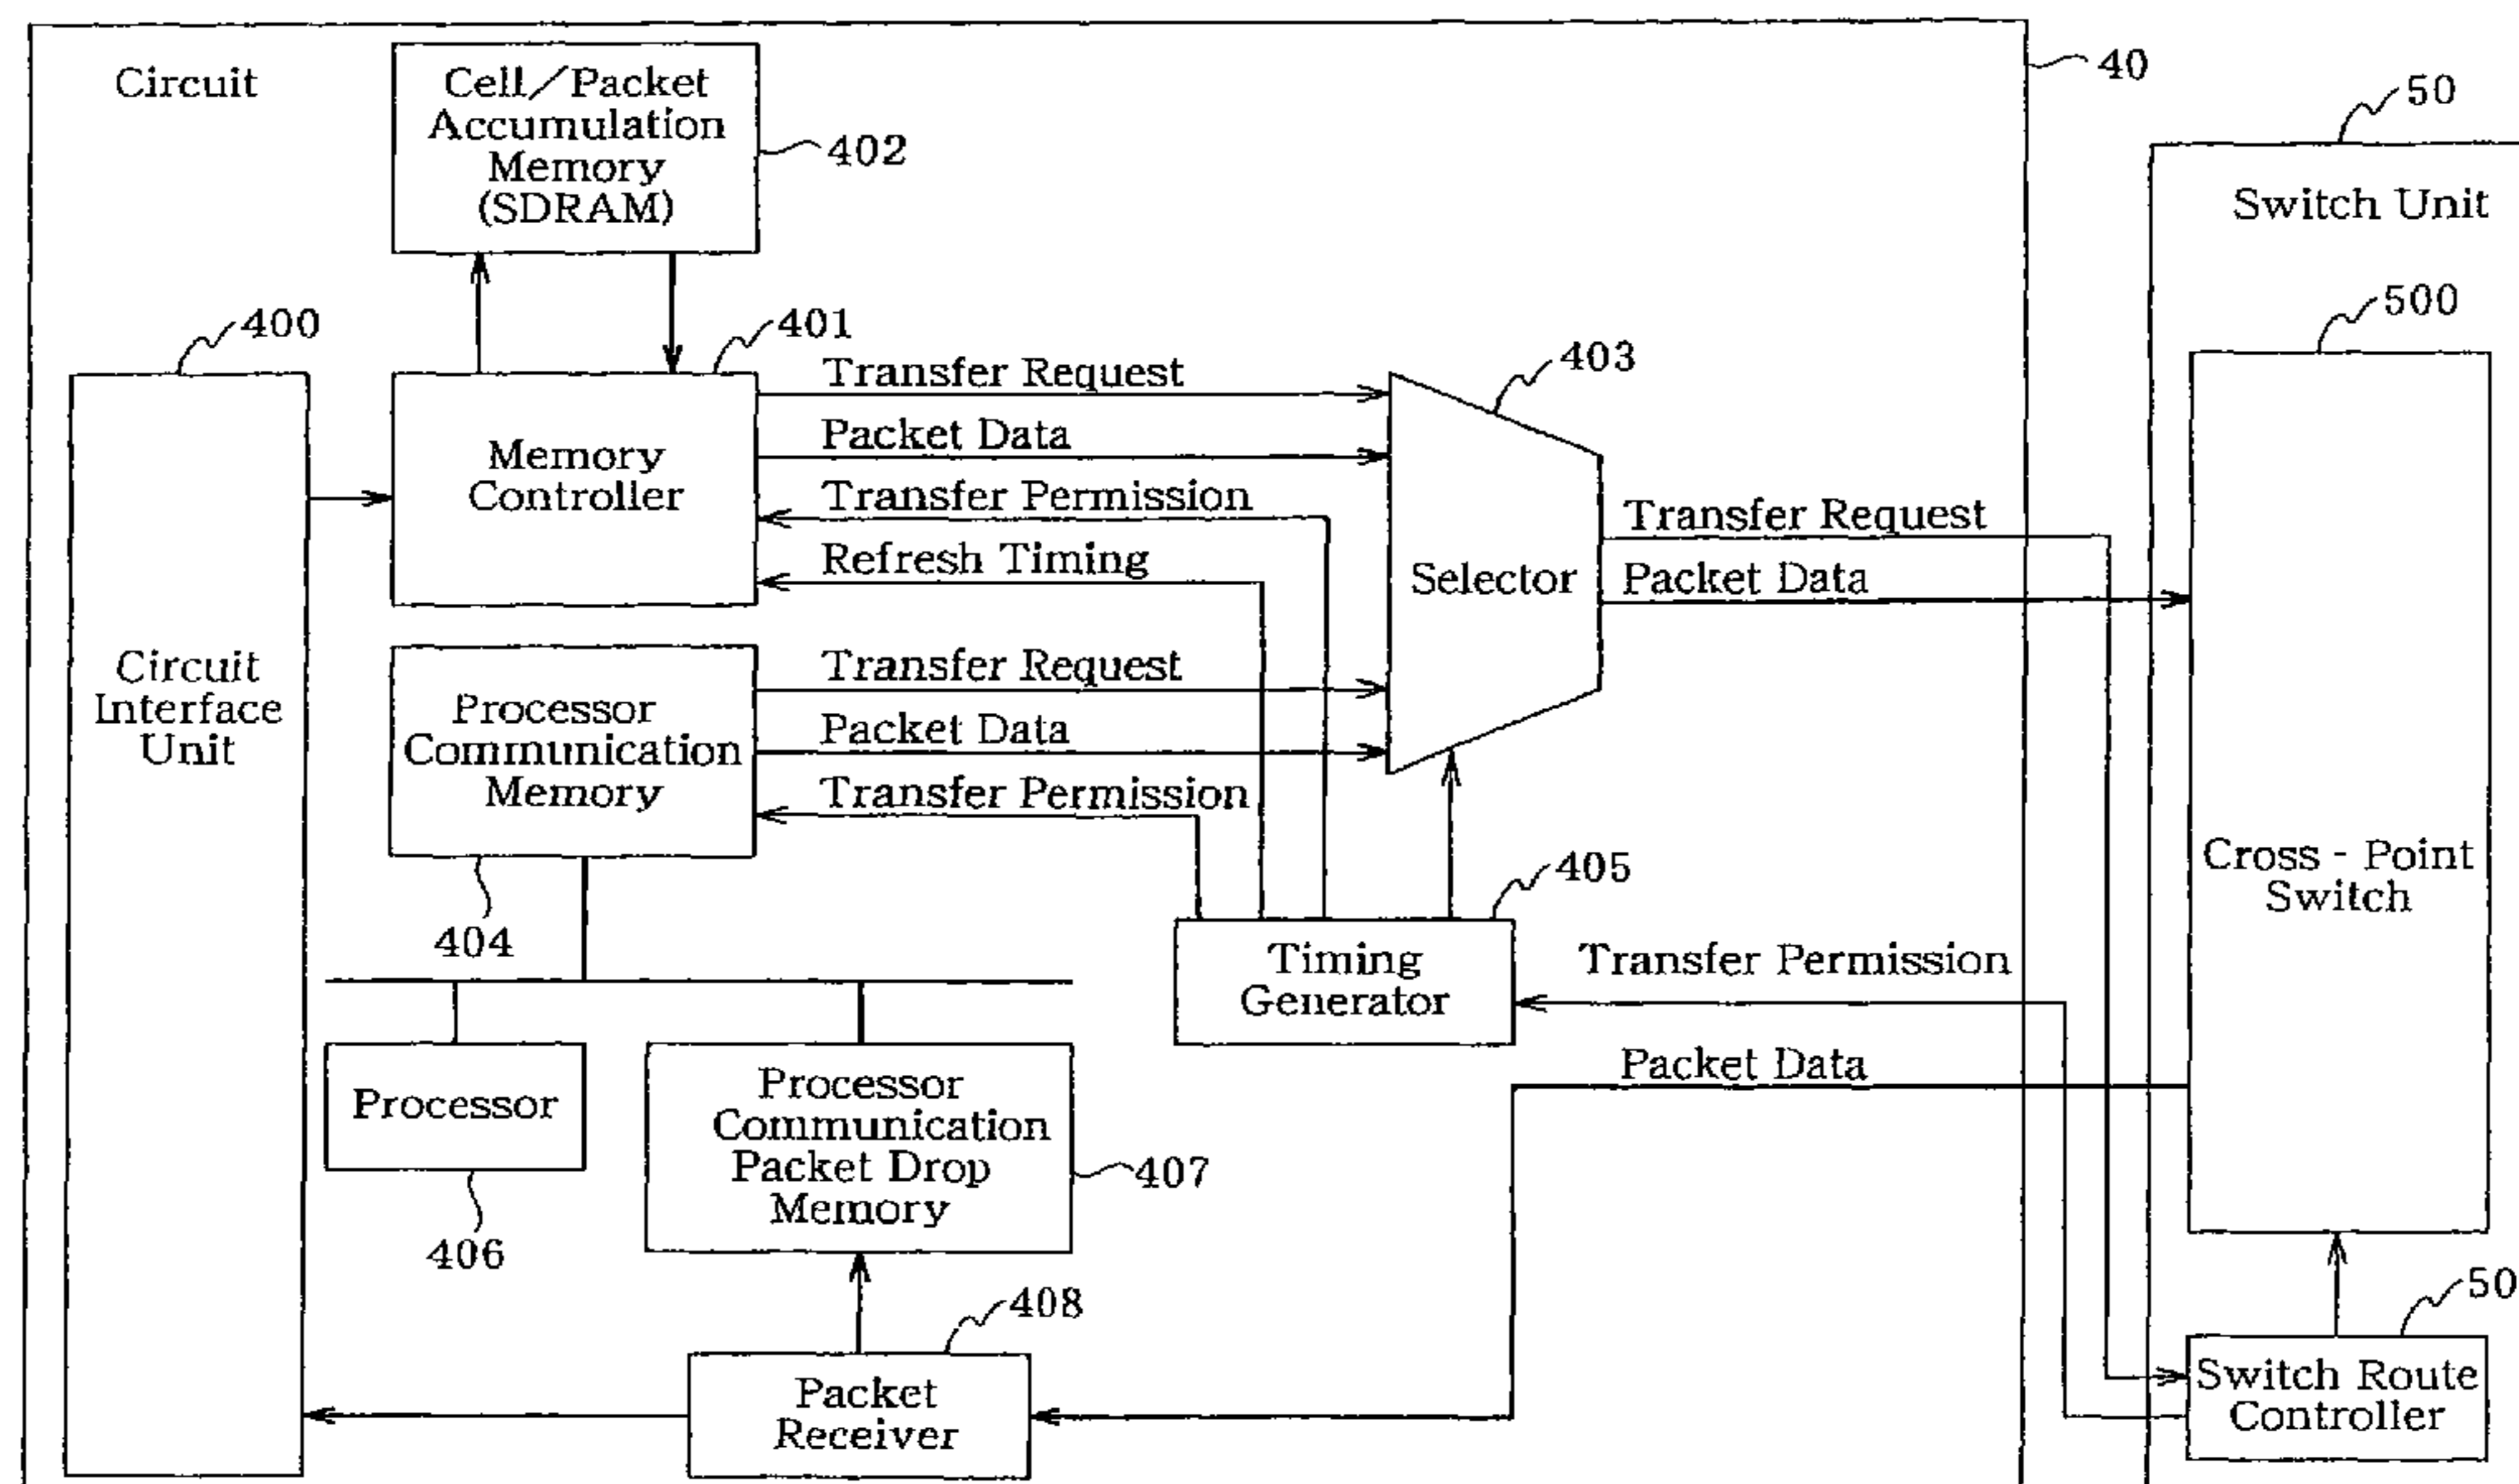 Circuit
Cell/Packet
Accumulation
Memory
(SDRAM)
402
40
50
Switch Unit
400
401
403
500
Circuit
Interface
Unit
Memory
Controller
Transfer Request
Packet Data
Transfer Permission
Refresh Timing
Selector
Transfer Request
Packet Data
Processor
Communication
Memory
Transfer Request
Packet Data
Transfer Permission
404
405
Cross - Point
Switch
Timing
Generator
Transfer Permission
Packet Data
Processor
406
Processor
Communication
Packet Drop
Memory
407
408
Packet
Receiver
50
Switch Route
Controller